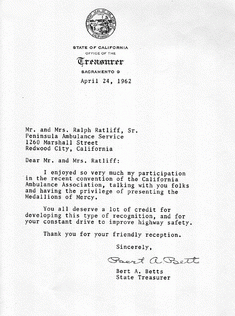 STATE OF CALIFORNIA
OFFICE OF THE
Treasurer
SACRAMENTO
April 24, 1962
Mr. and Mrs. Ralph Ratliff, Sr.
Peninsula Ambulance Service
1260 Marshall Street
Redwood City, California
Dear Mr. and Mrs. Ratliff:
I enjoyed so very much my participation
in the recent convention of the California
Ambulance Association, talking with you folks
and having the privilege of presenting the
Medallions of Mercy.
You all deserve a lot of credit for
developing this type of recognition, and for
your constant drive to improve highway safety.
Thank you for your friendly reception.
Sincerely,
Bert A. Betts
Bert A. Betts
State Treasurer